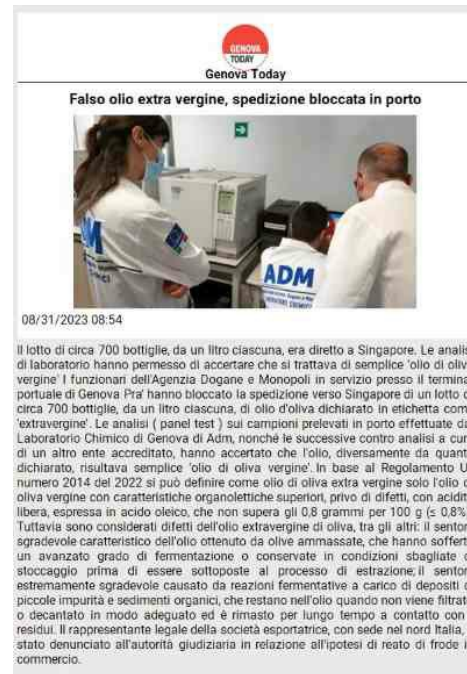 GENOVA
TODAY
Genova Today
Falso olio extra vergine, spedizione bloccata in porto
ADM
ADM
08/31/2023 08:54
Il lotto di circa 700 bottiglie, da un litro ciascuna, era diretto a Singapore. Le analis
di laboratorio hanno permesso di accertare che si trattava di semplice 'olio di oliv
vergine' I funzionari dell'Agenzia Dogane e Monopoli in servizio presso il termina
portuale di Genova Pra' hanno bloccato la spedizione verso Singapore di un lotto d
circa 700 bottiglie, da un litro ciascuna, di olio d'oliva dichiarato in etichetta com
'extravergine'. Le analisi ( panel test ) sui campioni prelevati in porto effettuate da
Laboratorio Chimico di Genova di Adm, nonché le successive contro analisi a cur
di un altro ente accreditato, hanno accertato che l'olio, diversamente da quant
dichiarato, risultava semplice 'olio di oliva vergine'. In base al Regolamento U
numero 2014 del 2022 si può definire come olio di oliva extra vergine solo l'olio d
oliva vergine con caratteristiche organolettiche superiori, privo di difetti, con acidit
libera, espressa in acido oleico, che non supera gli 0,8 grammi per 100 g (≤ 0,8%
Tuttavia sono considerati difetti dell'olio extravergine di oliva, tra gli altri: il sentor
sgradevole caratteristico dell'olio ottenuto da olive ammassate, che hanno soffert
un avanzato grado di fermentazione o conservate in condizioni sbagliate d
stoccaggio prima di essere sottoposte al processo di estrazione; il sentor
estremamente sgradevole causato da reazioni fermentative a carico di depositi d
piccole impurità e sedimenti organici, che restano nell'olio quando non viene filtrat
o decantato in modo adeguato ed è rimasto per lungo tempo a contatto con
residui. Il rappresentante legale della società esportatrice, con sede nel nord Italia,
stato denunciato all'autorità giudiziaria in relazione all'ipotesi di reato di frode i
commercio.